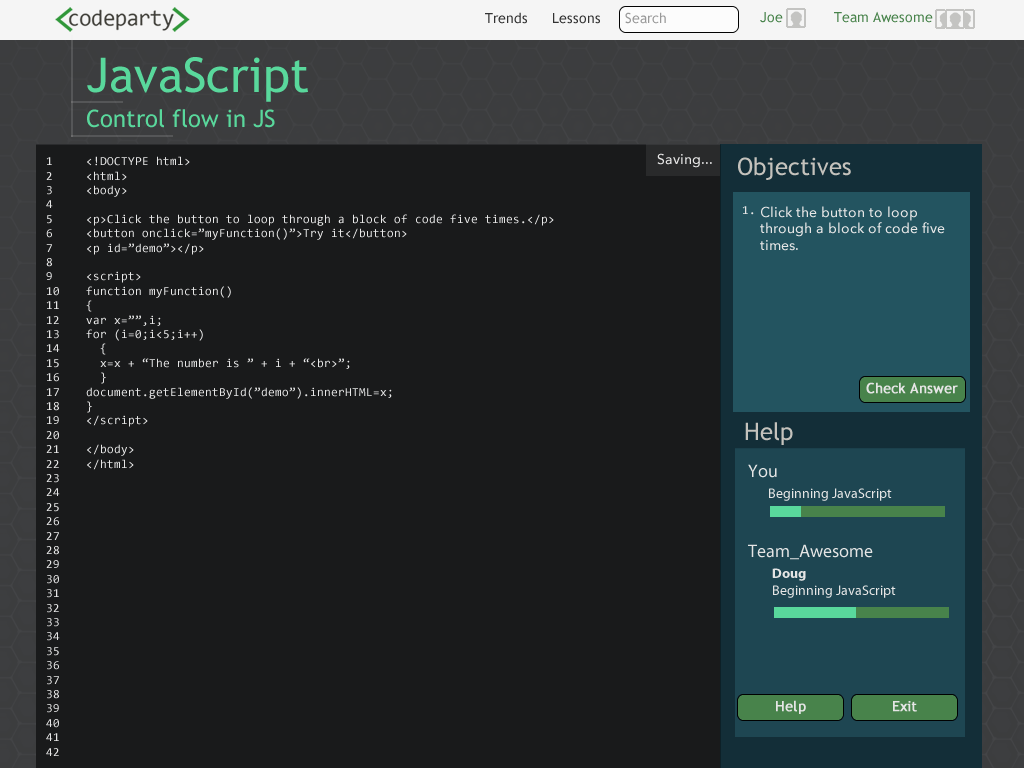 <codeparty>
Trends Lessons Search Joe Team Awesome
JavaScript
Control flow in JS
Saving...
1 <!DOCTYPE html>
2 <html>
3 <body>
4
5 <p>Click the button to loop through a block of code five times.</p>
6 <button onclick=”myFunction()”>Try it</button>
7 <p id=”demo”></p>
8
9 <script>
10 function myFunction()
11 {
12 var x=””,i;
13 for (i=0;i<5;i++)
14 {
15 x=x + “The number is ” + i + “<br>”;
16 }
17 document.getElementById(”demo”).innerHTML=x;
18 }
19 </script>
20
21 </body>
22 </html>
23
24
25
26
27
28
29
30
31
32
33
34
35
36
37
38
39
40
41
42
Objectives
1. Click the button to loop
through a block of code five
times.
Check Answer
Help
You
Beginning JavaScript
Team_Awesome
Doug
Beginning JavaScript
Help Exit